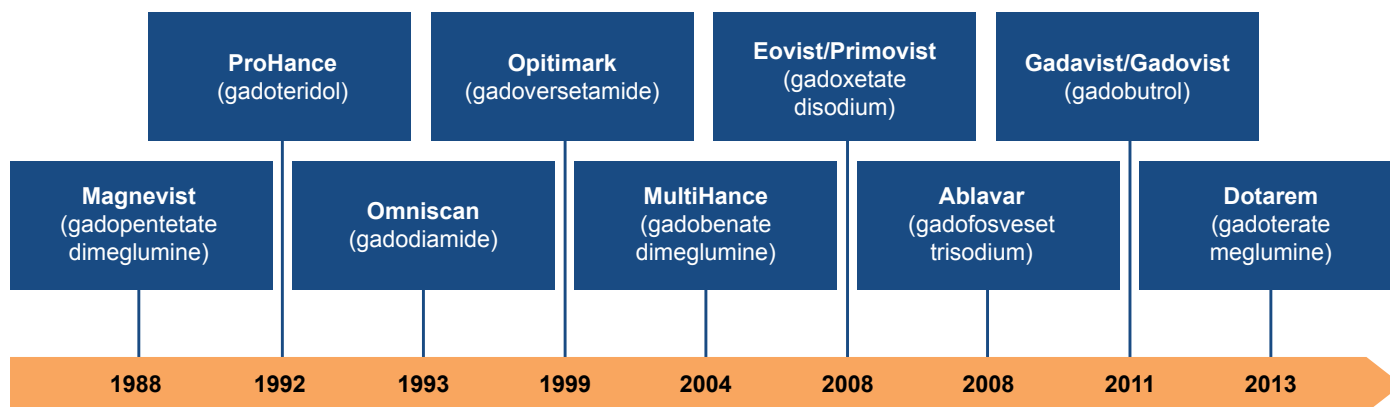 ProHance
(gadoteridol)
Opitimark
(gadoversetamide)
Eovist/Primovist
(gadoxetate
disodium)
Gadavist/Gadovist
(gadobutrol)
Magnevist
(gadopentetate
dimeglumine)
Omniscan
(gadodiamide)
MultiHance
(gadobenate
dimeglumine)
Ablavar
(gadofosveset
trisodium)
Dotarem
(gadoterate
meglumine)
1988 1992 1993 1999 2004 2008 2008 2011 2013